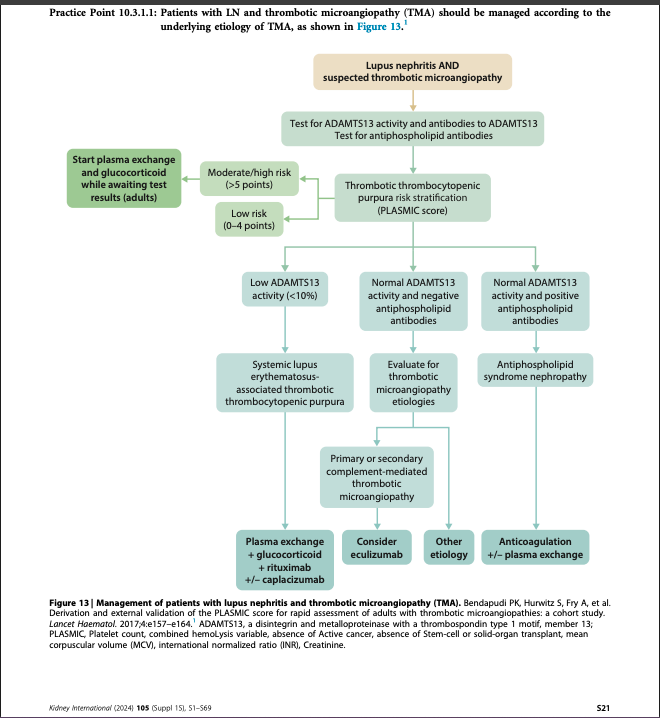 Practice Point 10.3.1.1: Patients with LN and thrombotic microangiopathy (TMA) should be managed according to the
underlying etiology of TMA, as shown in Figure 13.1
Lupus nephritis AND
suspected thrombotic microangiopathy
Test for ADAMTS13 activity and antibodies to ADAMTS13
Test for antiphospholipid antibodies
Start plasma exchange
and glucocorticoid
while awaiting test
results (adults)
Moderate/high risk
(>5 points)
Low risk
(0–4 points)
Thrombotic thrombocytopenic
purpura risk stratification
(PLASMIC score)
Low ADAMTS13
activity (<10%)
Normal ADAMTS13
activity and negative
antiphospholipid
antibodies
Normal ADAMTS13
activity and positive
antiphospholipid
antibodies
Systemic lupus
erythematosus-
associated thrombotic
thrombocytopenic purpura
Evaluate for
thrombotic
microangiopathy
etiologies
Antiphospholipid
syndrome nephropathy
Primary or secondary
complement-mediated
thrombotic
microangiopathy
Plasma exchange
+ glucocorticoid
+ rituximab
+/– caplacizumab
Consider
eculizumab
Other
etiology
Anticoagulation
+/– plasma exchange
Figure 13 | Management of patients with lupus nephritis and thrombotic microangiopathy (TMA). Bendapudi PK, Hurwitz S, Fry A, et al.
Derivation and external validation of the PLASMIC score for rapid assessment of adults with thrombotic microangiopathies: a cohort study.
Lancet Haematol. 2017;4:e157–e164.1 ADAMTS13, a disintegrin and metalloproteinase with a thrombospondin type 1 motif, member 13;
PLASMIC, Platelet count, combined hemoLysis variable, absence of Active cancer, absence of Stem-cell or solid-organ transplant, mean
corpuscular volume (MCV), international normalized ratio (INR), Creatinine.
Kidney International (2024) 105 (Suppl 1S), S1–S69
S21